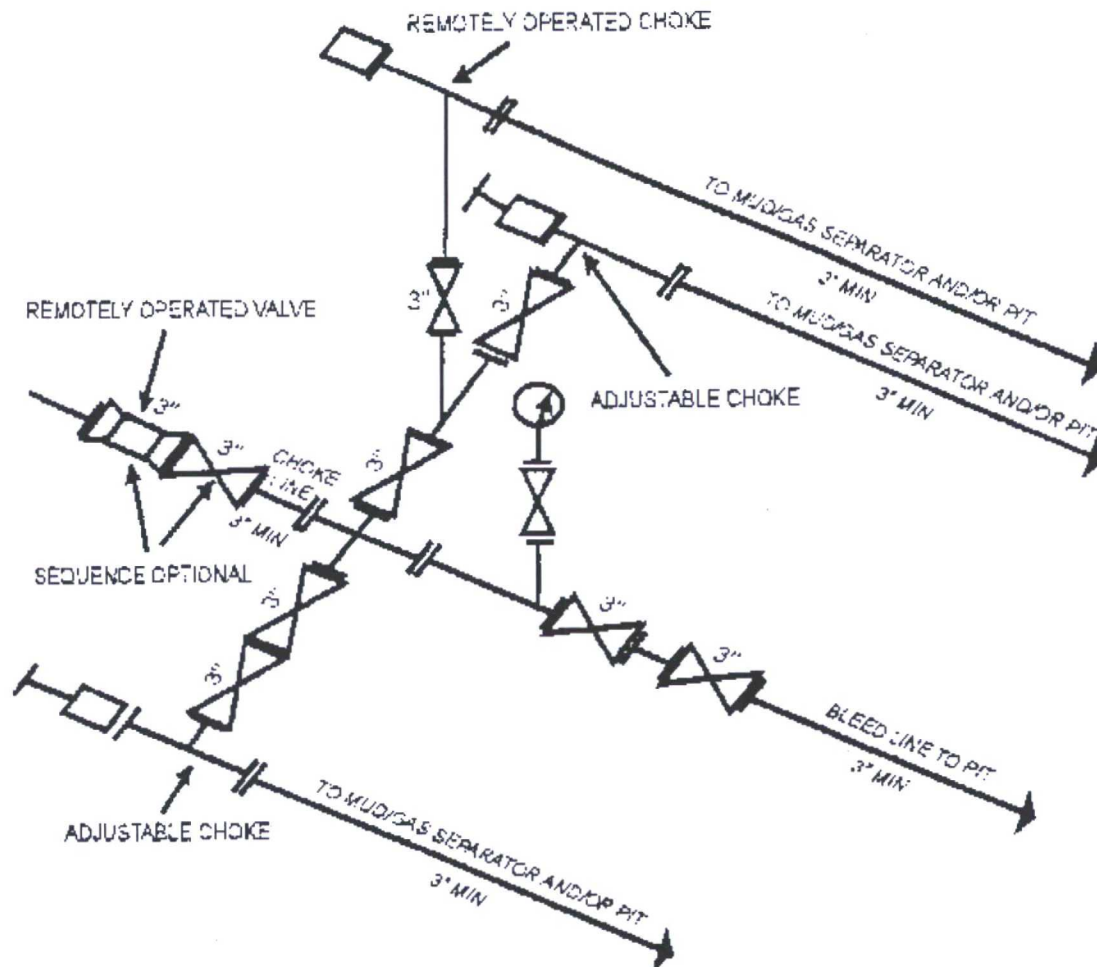 REMOTELY OPERATED CHOKE
TO MUD/GAS SEPARATOR AND/OR PIT
3" MIN
TO MUD/GAS SEPARATOR AND/OR PIT
3" MIN
3"
3"
REMOTELY OPERATED VALVE
ADJUSTABLE CHOKE
3"
3"
3"
CHOKE
LINE
3" MIN
SEQUENCE OPTIONAL
3"
3"
3"
3"
BLEED LINE TO PIT
3" MIN
ADJUSTABLE CHOKE
TO MUD/GAS SEPARATOR AND/OR PIT
3" MIN